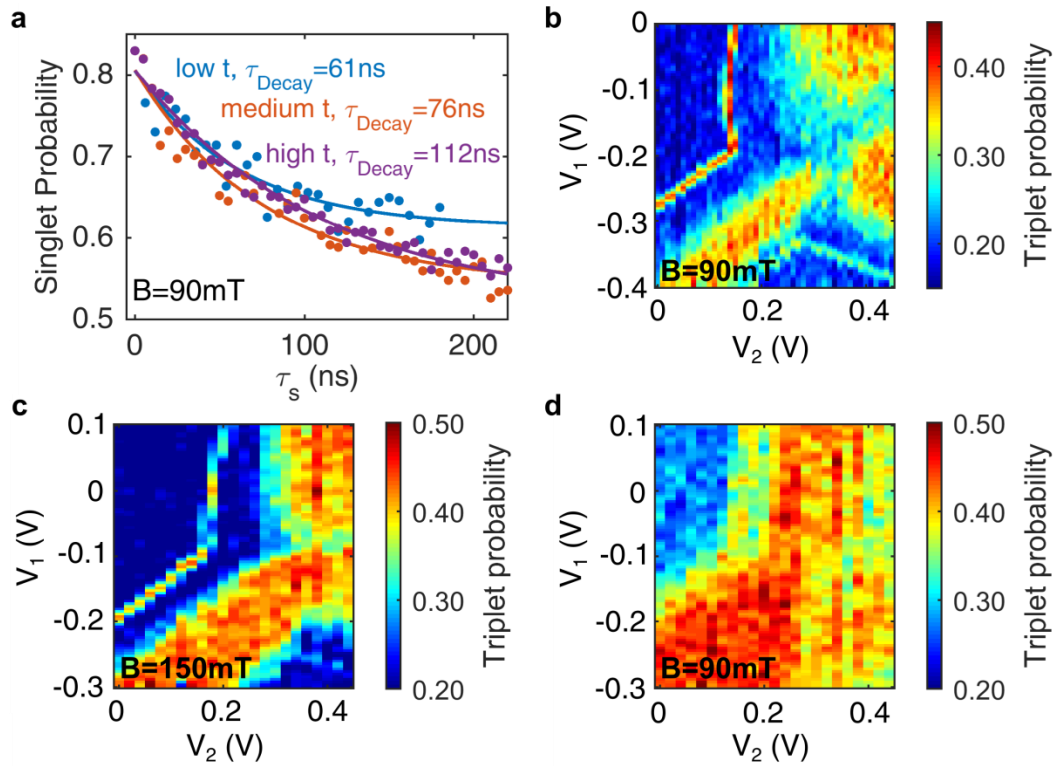 a
Singlet Probability
0.8
0.7
0.6
0.5
low t, τDecay=61ns
medium t, τDecay=76ns
high t, τDecay=112ns
B=90mT
0
100
200
τs (ns)
b
V1 (V)
0
-0.1
-0.2
-0.3
-0.4
B=90mT
0
0.2
0.4
V2 (V)
0.40
0.30
0.20
Triplet probability
c
V1 (V)
0.1
0
-0.1
-0.2
-0.3
B=150mT
0
0.2
0.4
V2 (V)
0.50
0.40
0.30
0.20
Triplet probability
d
V1 (V)
0.1
0
-0.1
-0.2
-0.3
B=90mT
0
0.2
0.4
V2 (V)
0.50
0.40
0.30
0.20
Triplet probability